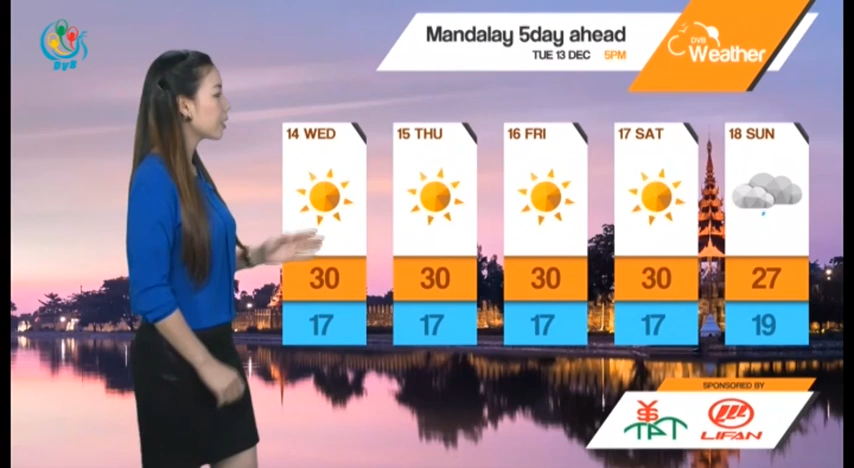 DVB
Mandalay 5day ahead
TUE 13 DEC 5PM
DVB
Weather
14 WED
15 THU
16 FRI
17 SAT
18 SUN
30
30
30
30
27
17
17
17
17
19
SPONSORED BY
TPT
LIFAN